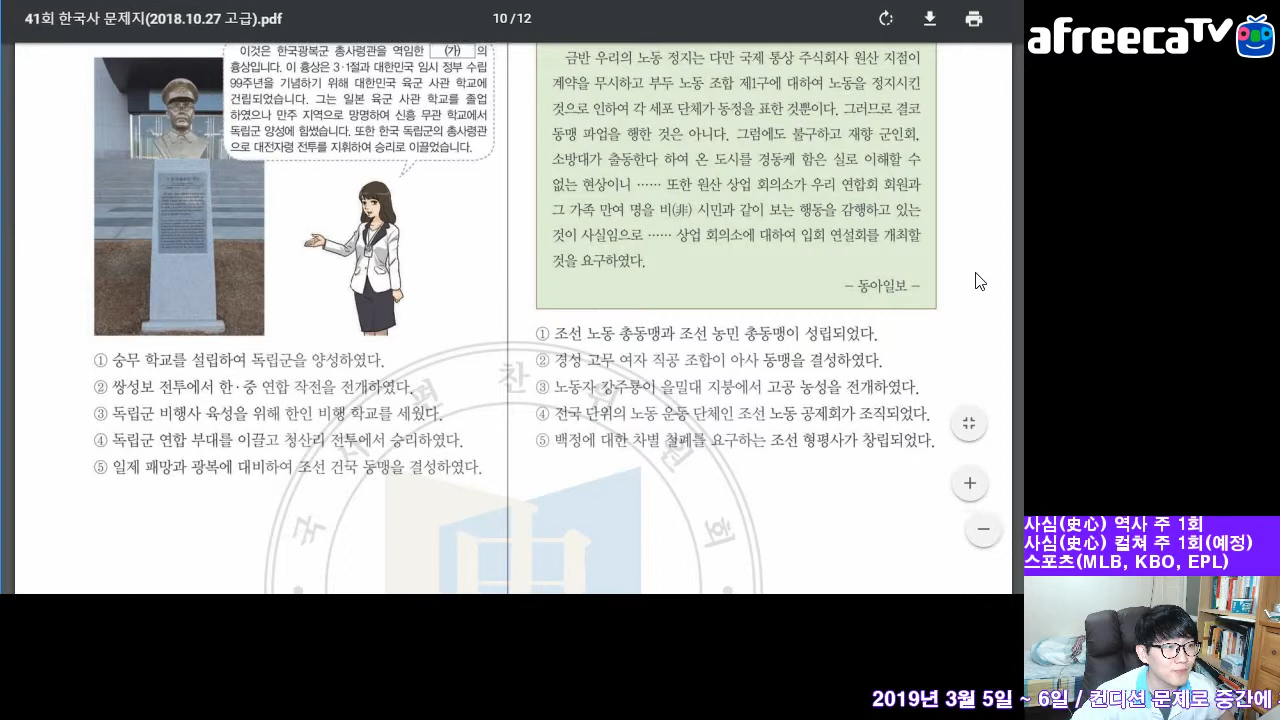 41회 한국사 문제지(2018.10.27 고급).pdf
10 / 12
이것은 한국광복군 총사령관을 역임한 (가) 의
흉상입니다. 이 흉상은 3·1절과 대한민국 임시 정부 수립
99주년을 기념하기 위해 대한민국 육군 사관 학교에
건립되었습니다. 그는 일본 육군 사관 학교를 졸업
하였으나 만주 지역으로 망명하여 신흥 무관 학교에서
독립군 양성에 힘썼습니다. 또한 한국 독립군의 총사령관
으로 대전자령 전투를 지휘하여 승리로 이끌었습니다.
① 숭무 학교를 설립하여 독립군을 양성하였다.
② 쌍성보 전투에서 한·중 연합 작전을 전개하였다.
③ 독립군 비행사 육성을 위해 한인 비행 학교를 세웠다.
④ 독립군 연합 부대를 이끌고 청산리 전투에서 승리하였다.
⑤ 일제 패망과 광복에 대비하여 조선 건국 동맹을 결성하였다.
금반 우리의 노동 정지는 다만 국제 통상 주식회사 원산 지점이
계약을 무시하고 부두 노동 조합 제1구에 대하여 노동을 정지시킨
것으로 인하여 각 세포 단체가 동정을 표한 것뿐이다. 그러므로 결코
동맹 파업을 행한 것은 아니다. 그럼에도 불구하고 재향 군인회,
소방대가 출동한다 하여 온 도시를 경동케 함은 실로 이해할 수
없는 현상이니 …… 또한 원산 상업 회의소가 우리 연합회 회원과
그 가족 만여 명을 비(非) 시민과 같이 보는 행동을 감행하고 있는
것이 사실임으로 …… 상업 회의소에 대하여 입회 연설회를 개최할
것을 요구하였다.
- 동아일보 -
① 조선 노동 총동맹과 조선 농민 총동맹이 성립되었다.
② 경성 고무 여자 직공 조합이 아사 동맹을 결성하였다.
③ 노동자 강주룡이 을밀대 지붕에서 고공 농성을 전개하였다.
④ 전국 단위의 노동 운동 단체인 조선 노동 공제회가 조직되었다.
⑤ 백정에 대한 차별 철폐를 요구하는 조선 형평사가 창립되었다.
국사편찬 회
afreecaTV
사심(史心) 역사 주 1회
사심(史心) 컬쳐 주 1회(예정)
스포츠(MLB, KBO, EPL)
2019년 3월 5일 ~ 6일 / 컨디션 문제로 중간에